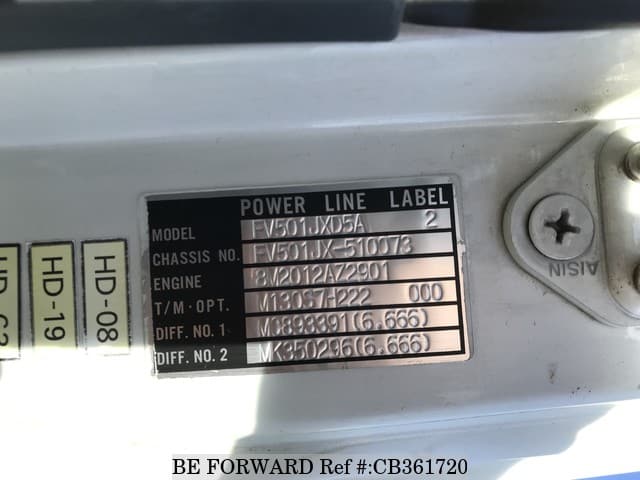 POWER LINE LABEL
MODEL FV501JXD5A 2
CHASSIS NO. FV501JX-510073
ENGINE 8M2012AZ2901
T/M·OPT. M130S7H222 000
DIFF. NO. 1 MC893391(6.666)
DIFF. NO. 2 MK350296(6.666)
HD-19
HD-08
AISIN
BE FORWARD Ref #:CB361720